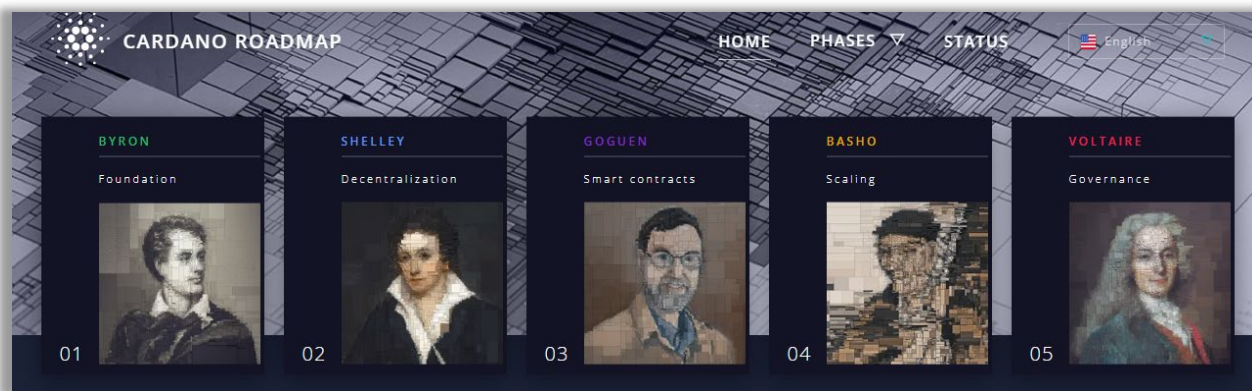 CARDANO ROADMAP
HOME PHASES STATUS English
BYRON
Foundation
01
SHELLEY
Decentralization
02
GOGUEN
Smart contracts
03
BASHO
Scaling
04
VOLTAIRE
Governance
05